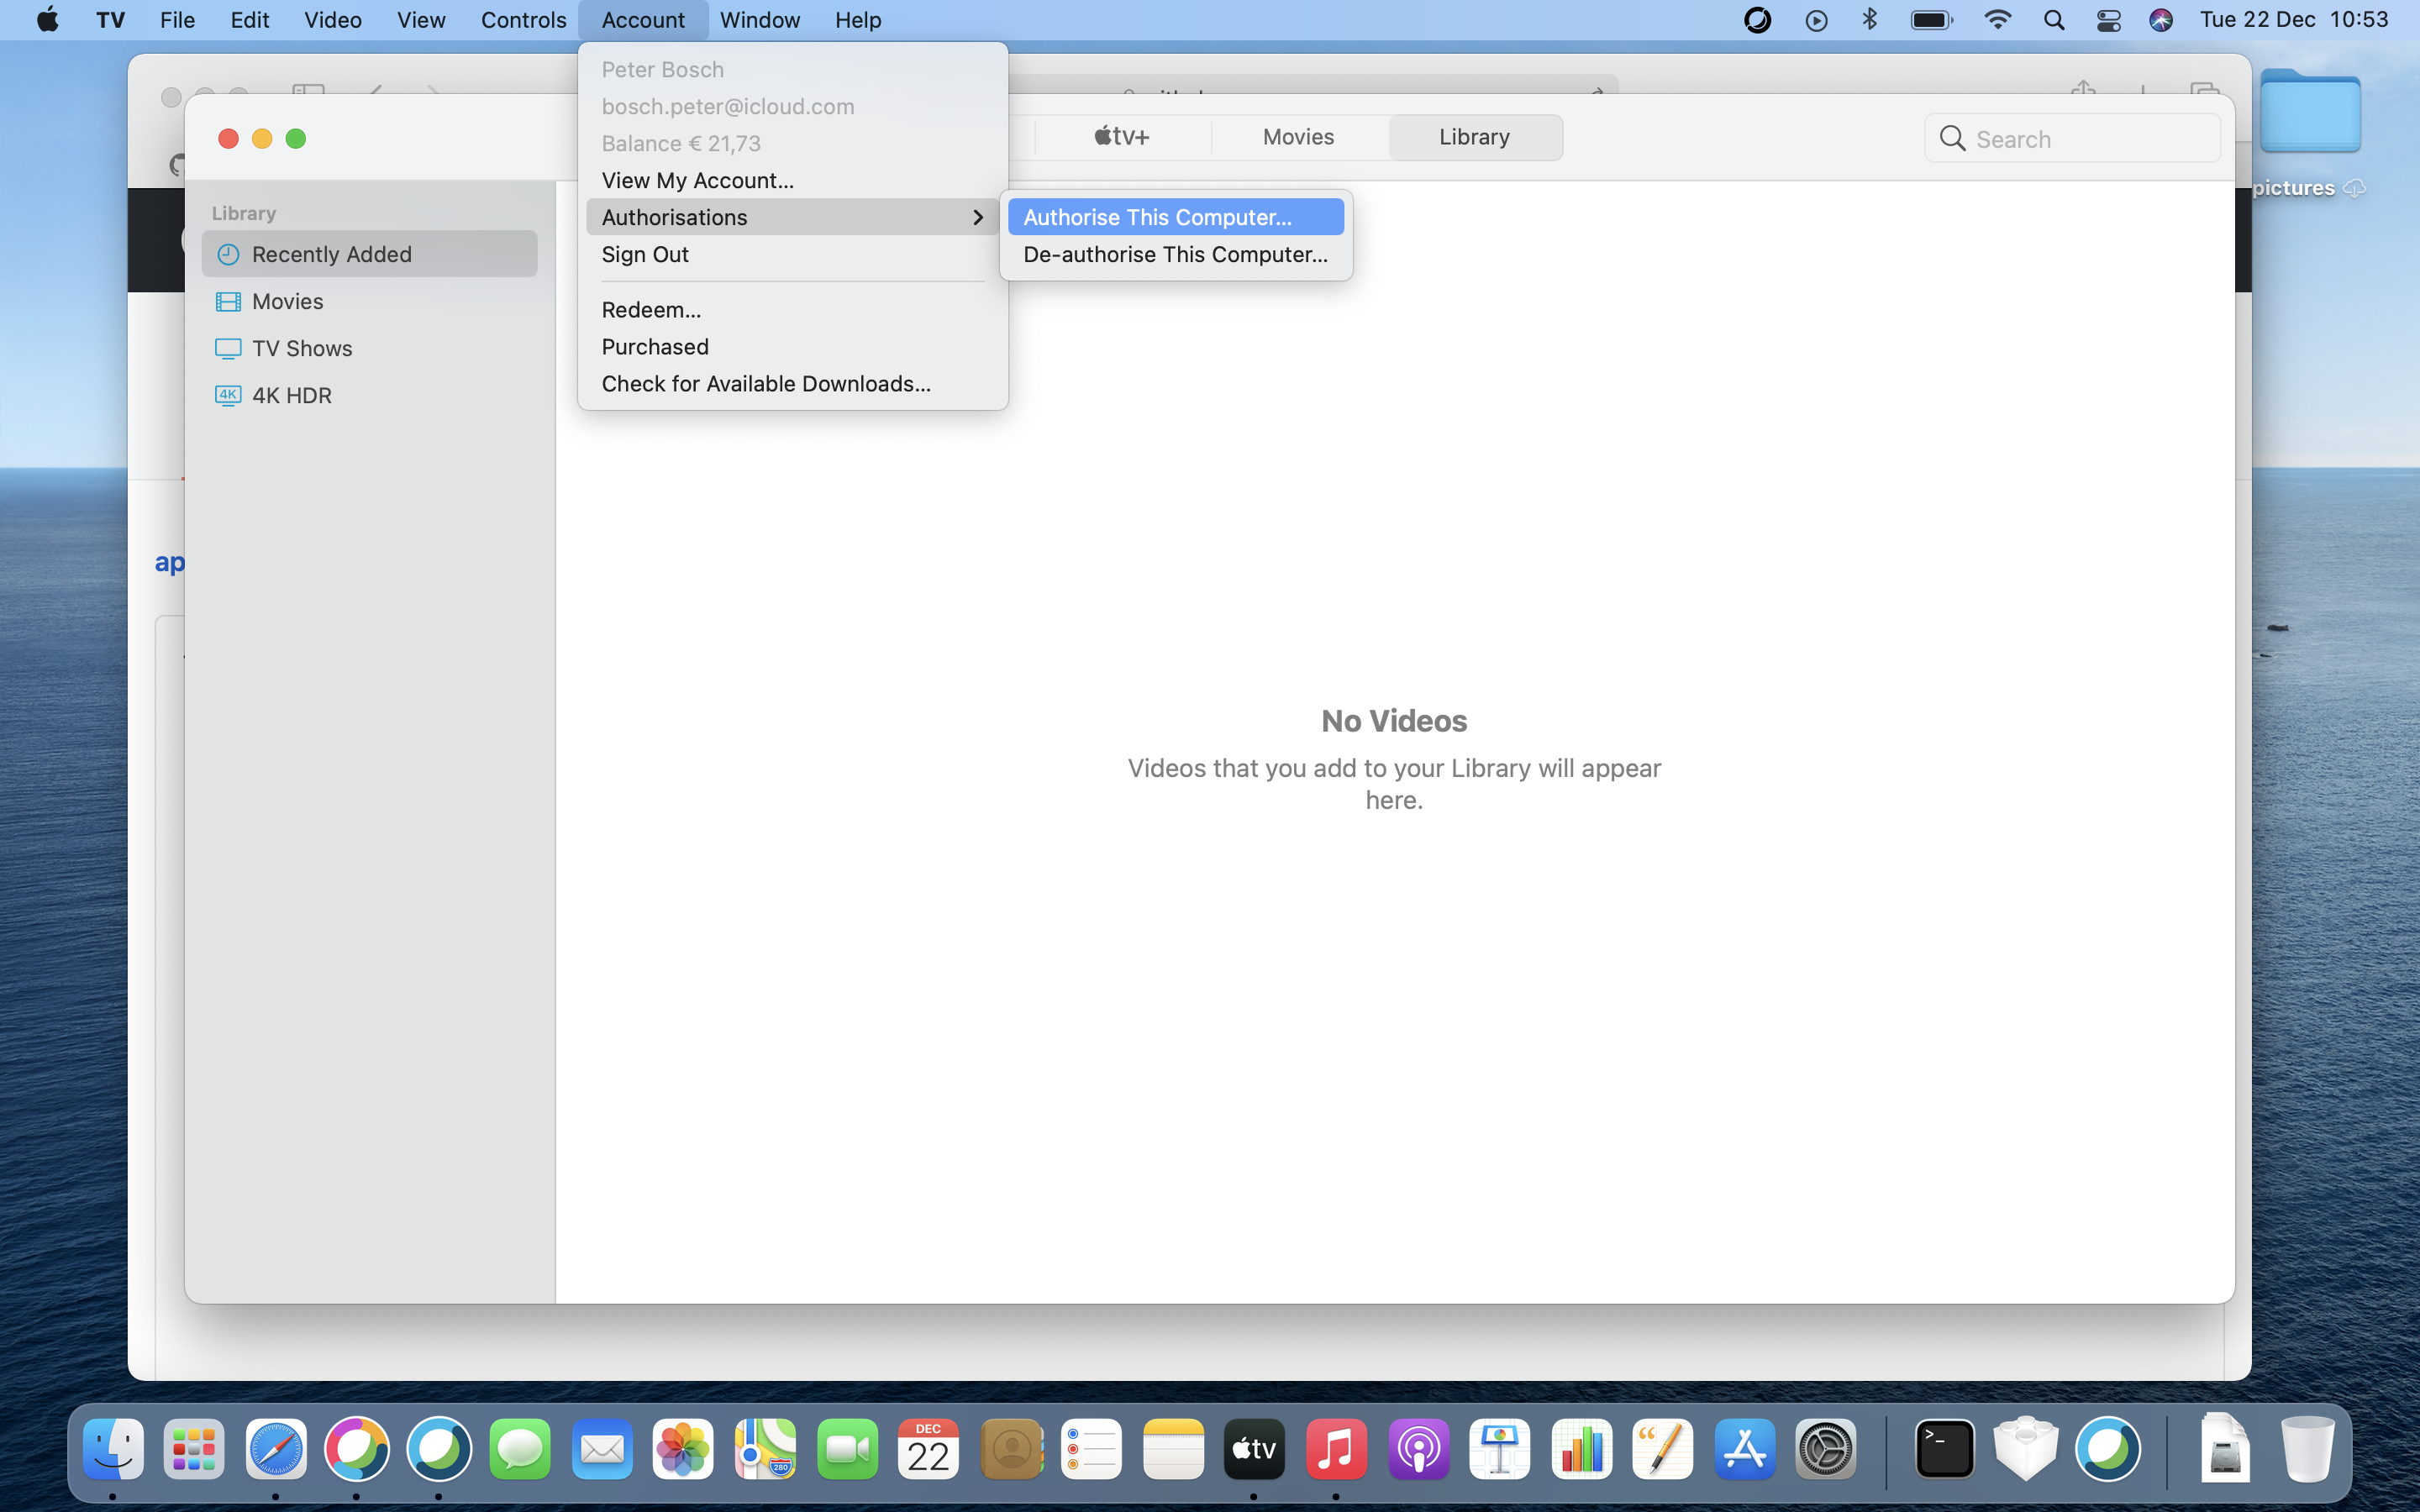 TV File Edit Video View Controls Account Window Help
Tue 22 Dec 10:53
Peter Bosch
bosch.peter@icloud.com
Balance € 21,73
View My Account...
Authorisations
Sign Out
Redeem...
Purchased
Check for Available Downloads...
Authorise This Computer...
De-authorise This Computer...
tv+ Movies Library
Search
pictures
Library
Recently Added
Movies
TV Shows
4K 4K HDR
ap
No Videos
Videos that you add to your Library will appear
here.
280
DEC
22
tv
>_